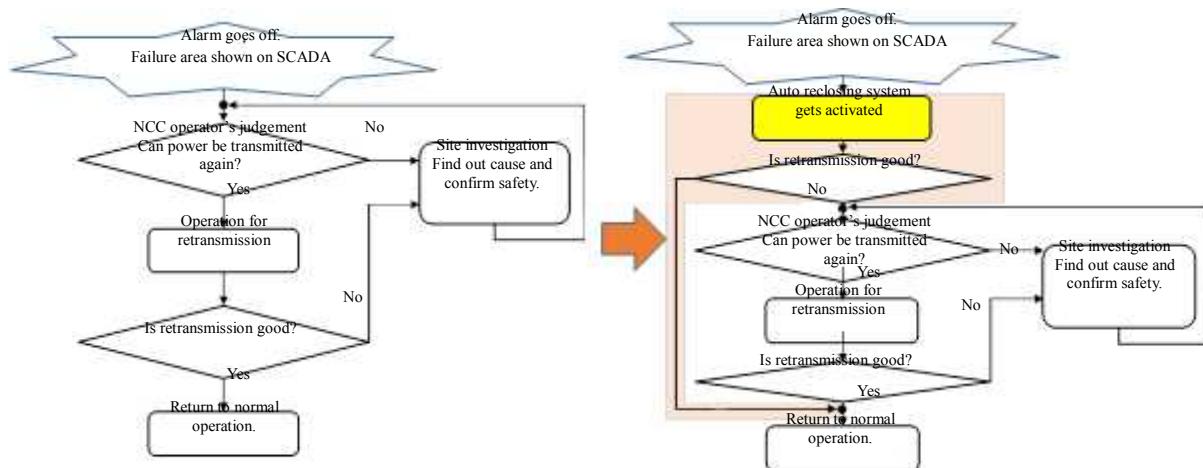 Alarm goes off.
Failure area shown on SCADA
NCC operator's judgement
Can power be transmitted
again?
No
Yes
Site investigation
Find out cause and
confirm safety.
Operation for
retransmission
No
Is retransmission good?
Yes
Return to normal
operation.
Alarm goes off.
Failure area shown on SCADA
Auto reclosing system
gets activated
Is retransmission good?
No
NCC operator's judgement
Can power be transmitted
again?
No
Yes
Site investigation
Find out cause and
confirm safety.
Operation for
retransmission
No
Is retransmission good?
Yes
Return to normal
operation.